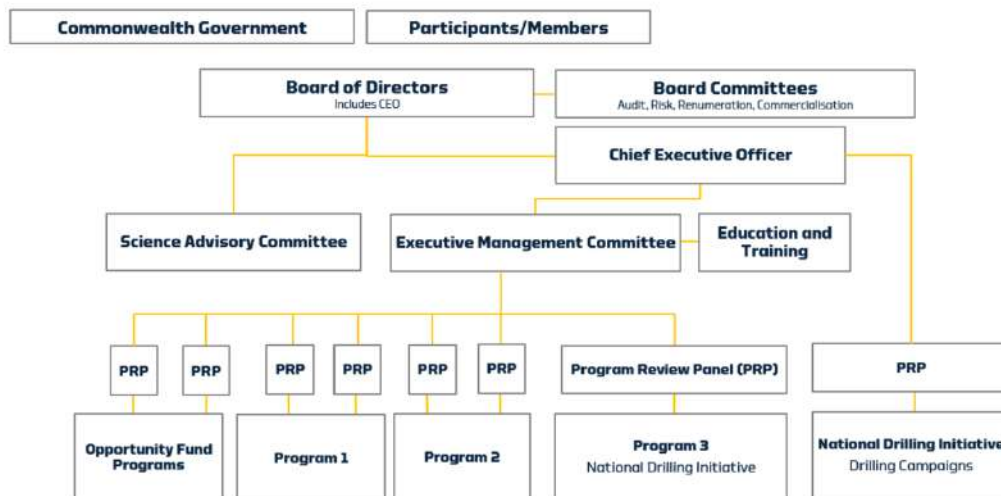 Commonwealth Government
Participants/Members
Board of Directors
Includes CEO
Board Committees
Audit, Risk, Renumeration, Commercialisation
Chief Executive Officer
Science Advisory Committee
Executive Management Committee
Education and
Training
PRP
PRP
PRP
PRP
PRP
PRP
Program Review Panel (PRP)
PRP
Opportunity Fund
Programs
Program 1
Program 2
Program 3
National Drilling Initiative
National Drilling Initiative
Drilling Campaigns